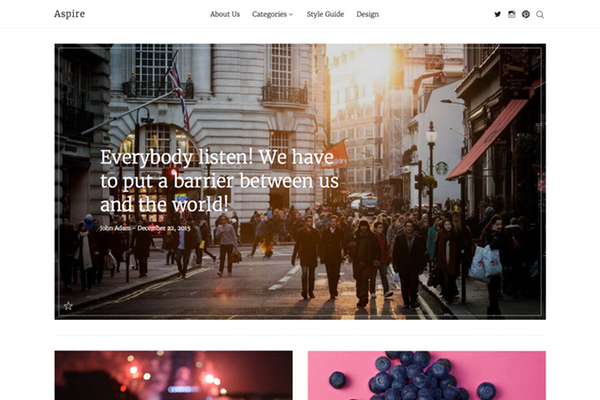 Aspire
About Us
Categories
Style Guide
Design
Everybody listen! We have
to put a barrier between us
and the world!
John Adam – December 22, 2015